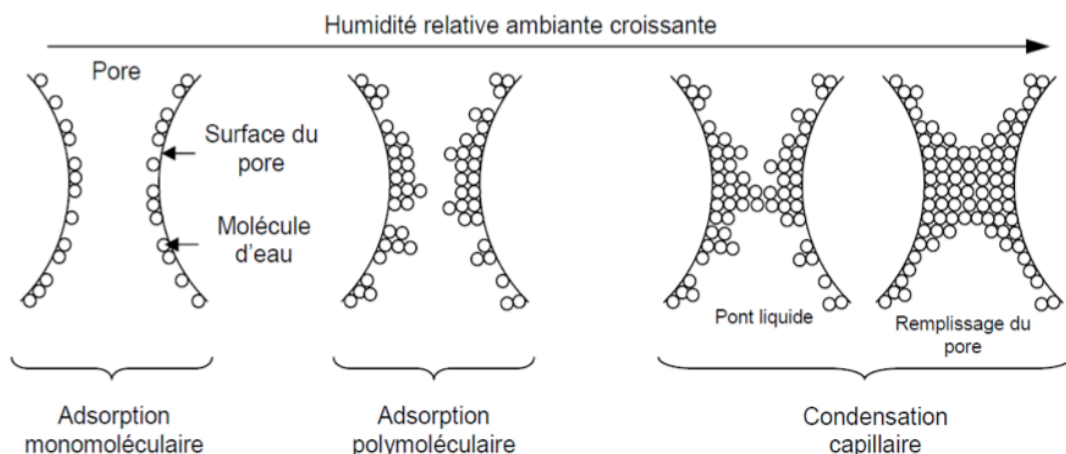 Humidité relative ambiante croissante
Pore
Surface du
pore
Molécule
d'eau
Pont liquide
Remplissage du
pore
Adsorption
monomoléculaire
Adsorption
polymoléculaire
Condensation
capillaire